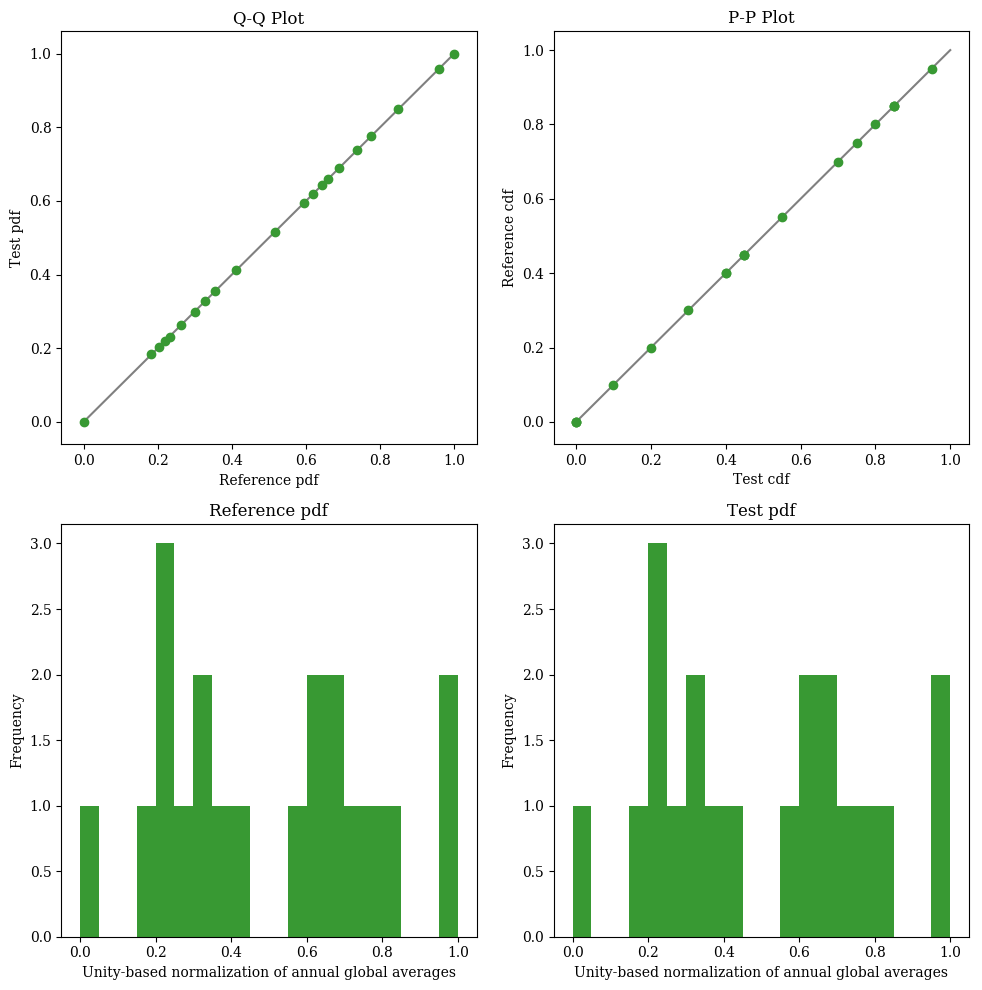 Q-Q Plot
1.0
0.8
0.6
0.4
0.2
0.0
Test pdf
0.0 0.2 0.4 0.6 0.8 1.0
Reference pdf
P-P Plot
1.0
0.8
0.6
0.4
0.2
0.0
Reference cdf
0.0 0.2 0.4 0.6 0.8 1.0
Test cdf
Reference pdf
3.0
2.5
2.0
1.5
1.0
0.5
0.0
Frequency
0.0 0.2 0.4 0.6 0.8 1.0
Unity-based normalization of annual global averages
Test pdf
3.0
2.5
2.0
1.5
1.0
0.5
0.0
Frequency
0.0 0.2 0.4 0.6 0.8 1.0
Unity-based normalization of annual global averages